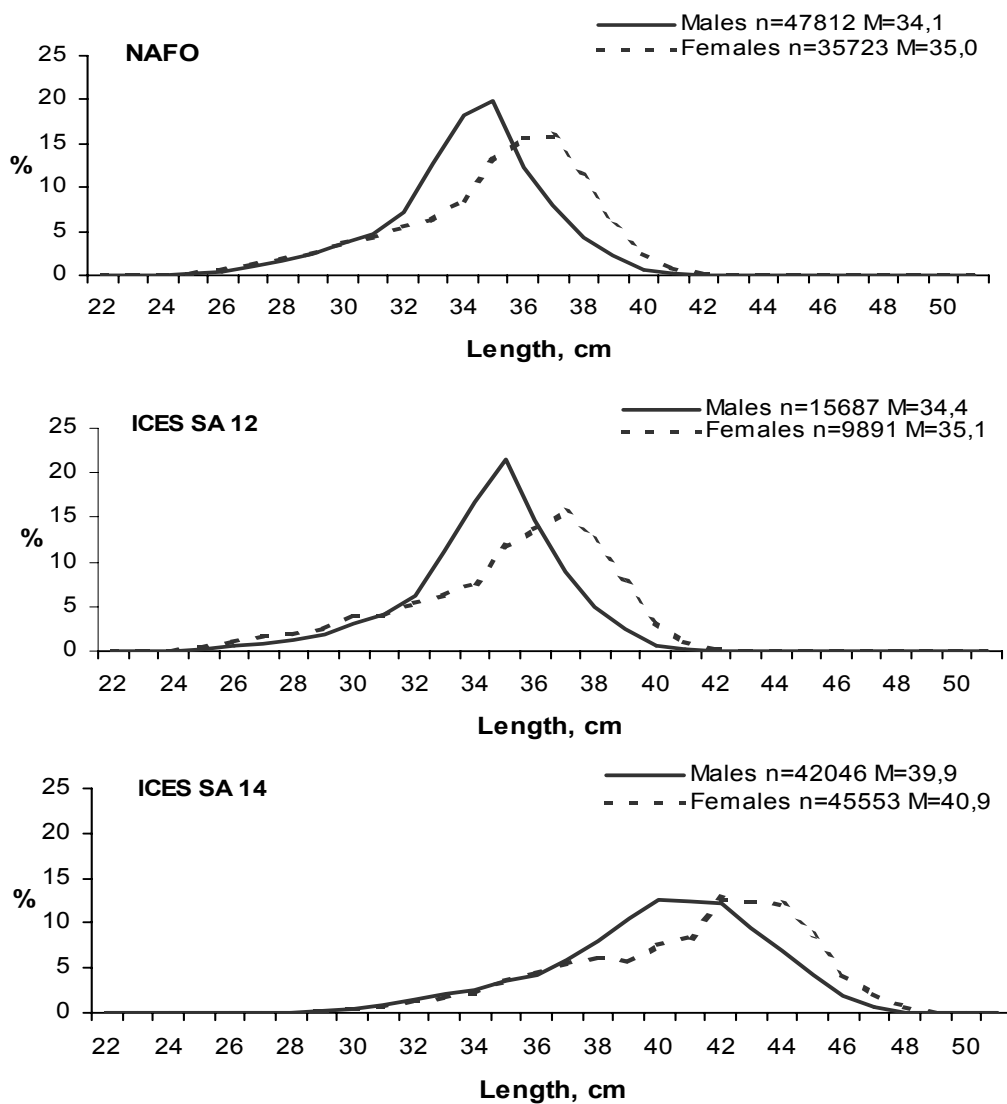 Males n=47812 M=34,1
Females n=35723 M=35,0
NAFO
25
20
15
10
5
0
%
22 24 26 28 30 32 34 36 38 40 42 44 46 48 50
Length, cm
Males n=15687 M=34,4
Females n=9891 M=35,1
ICES SA 12
25
20
15
10
5
0
%
22 24 26 28 30 32 34 36 38 40 42 44 46 48 50
Length, cm
Males n=42046 M=39,9
Females n=45553 M=40,9
ICES SA 14
25
20
15
10
5
0
%
22 24 26 28 30 32 34 36 38 40 42 44 46 48 50
Length, cm